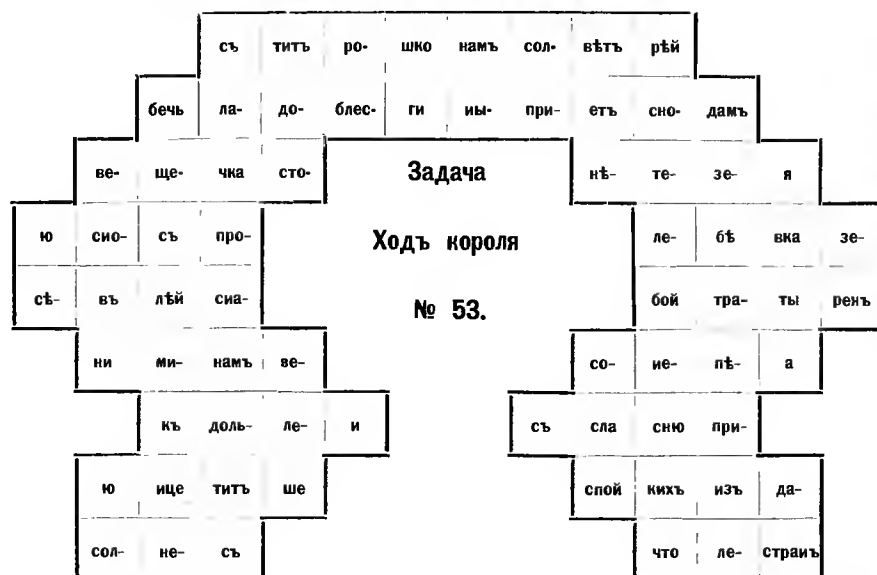 съ титъ ро- шко намъ сол- вѣтъ рѣй
бечь ла- до- блес- ги иы- при- етъ сно- дамъ
ве- ще- чка сто- Задача нѣ- те- зе- я
ю сио- съ про- Ходъ короля ле- бѣ вка зе-
сѣ- въ лѣй сиа- № 53. бой тра- ты ренъ
ни ми- намъ ве- со- ие- пѣ- а
къ доль- ле- и съ сла сню при-
ю ице титъ ше спой кихъ изъ да-
сол- не- съ что ле- страиъ